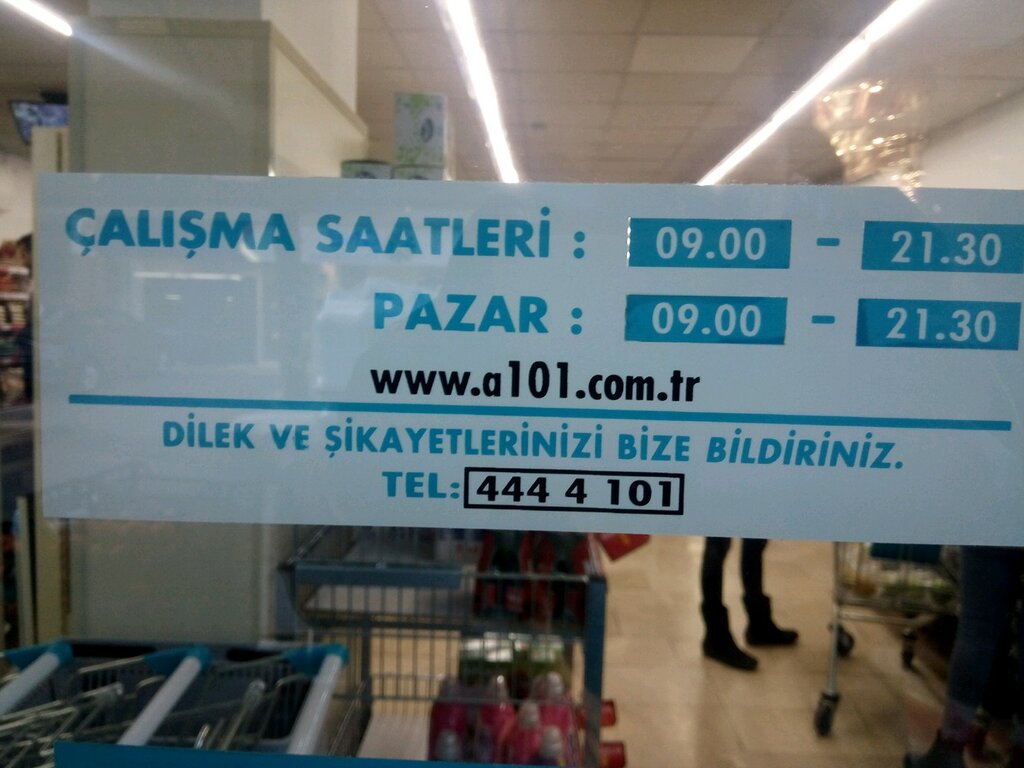 ÇALIŞMA SAATLERİ : 09.00 - 21.30
PAZAR : 09.00 - 21.30
www.a101.com.tr
DİLEK VE ŞİKAYETLERİNİZİ BİZE BİLDİRİNİZ.
TEL: 444 4 101